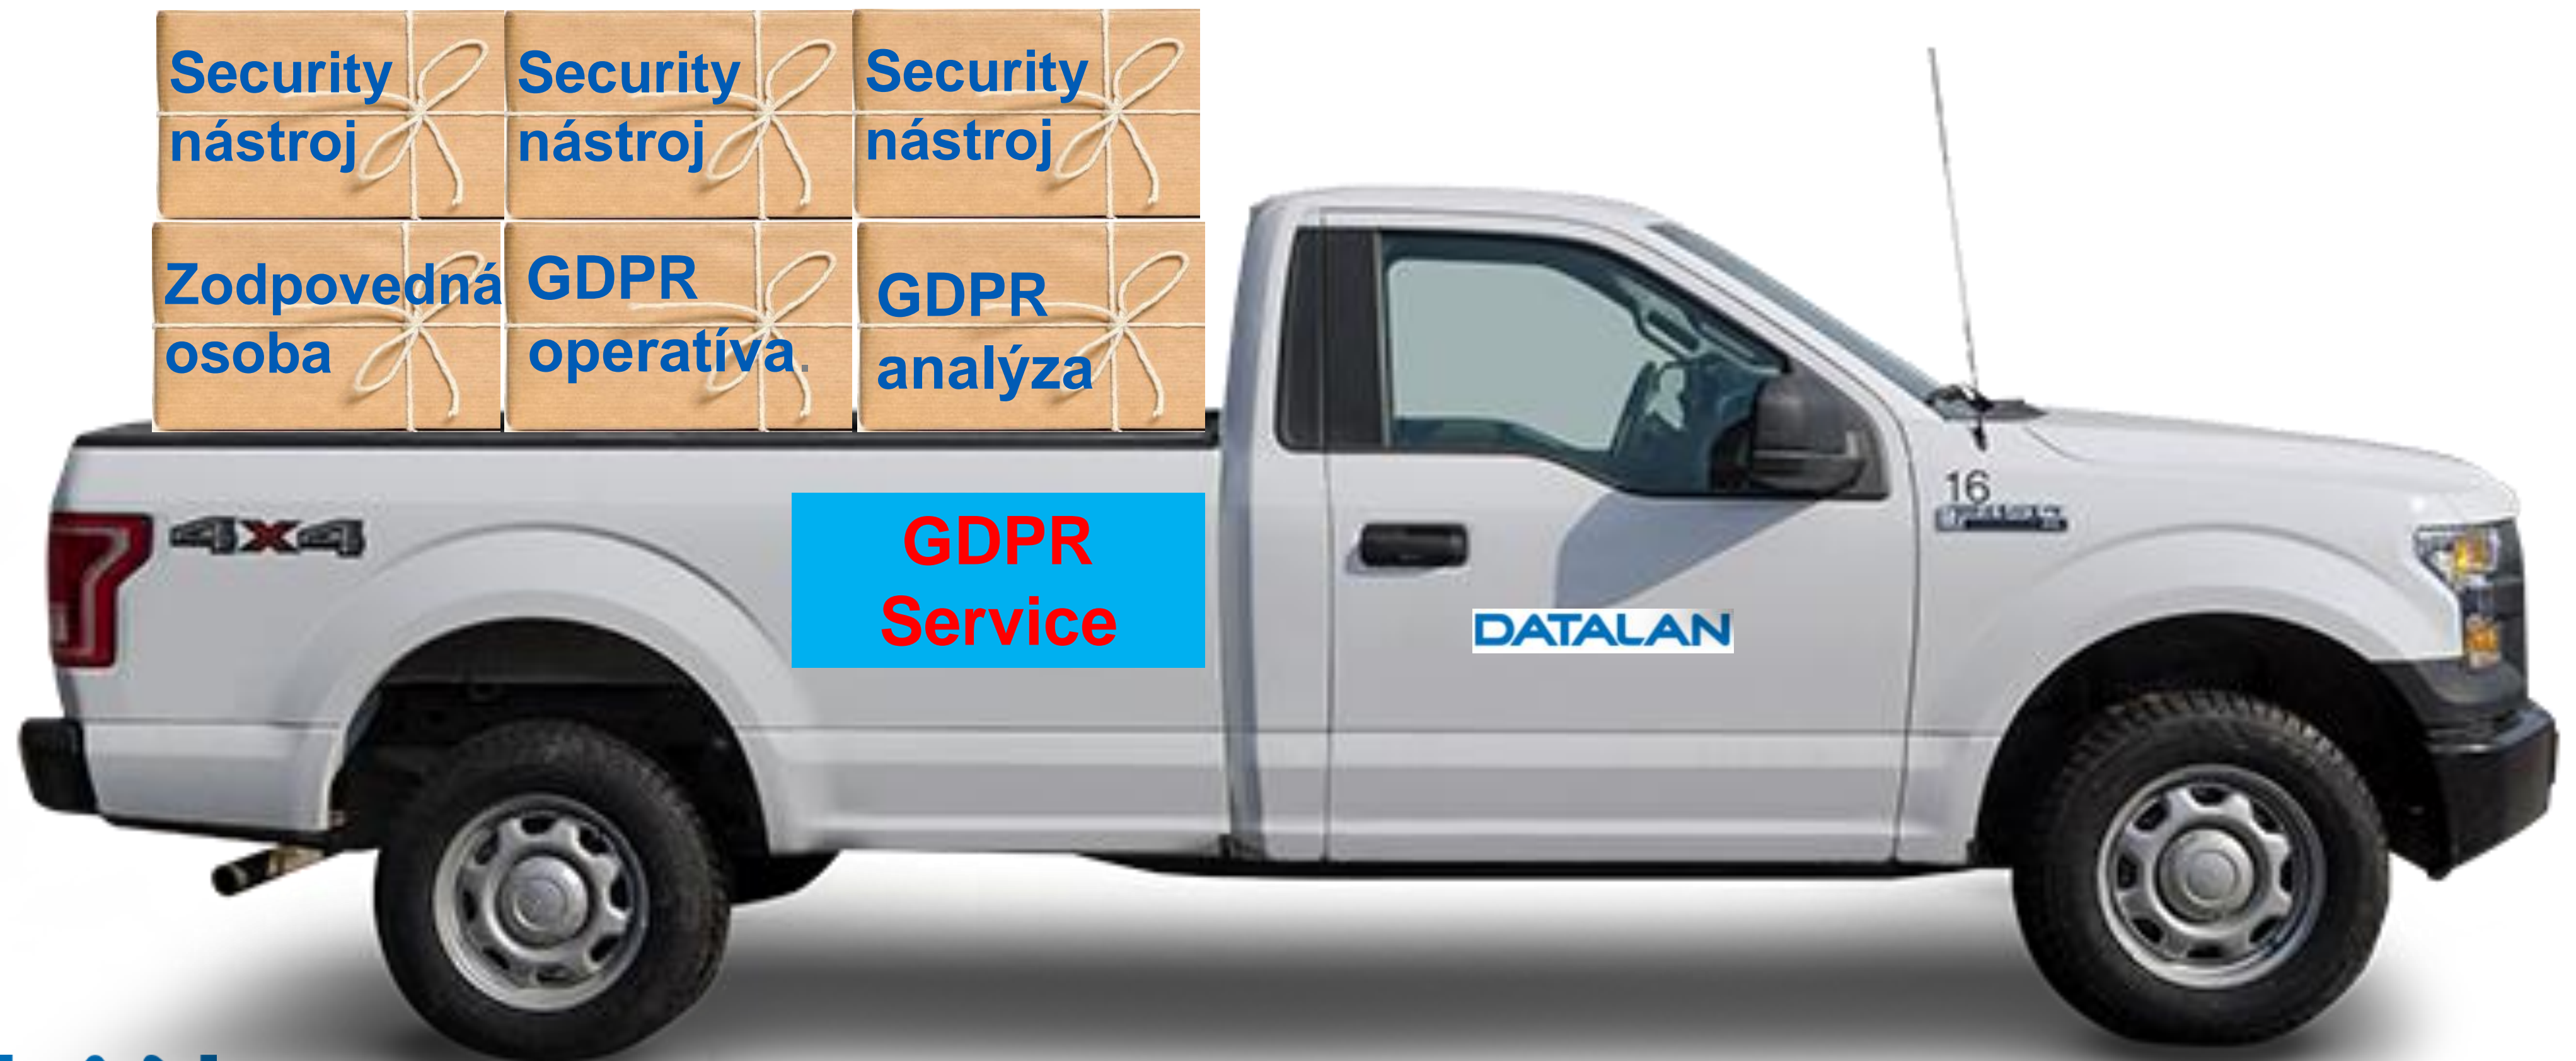 Security
nástroj
Security
nástroj
Security
nástroj
Zodpovedná
osoba
GDPR
operatíva.
GDPR
analýza
4x4
GDPR
Service
DATALAN
16